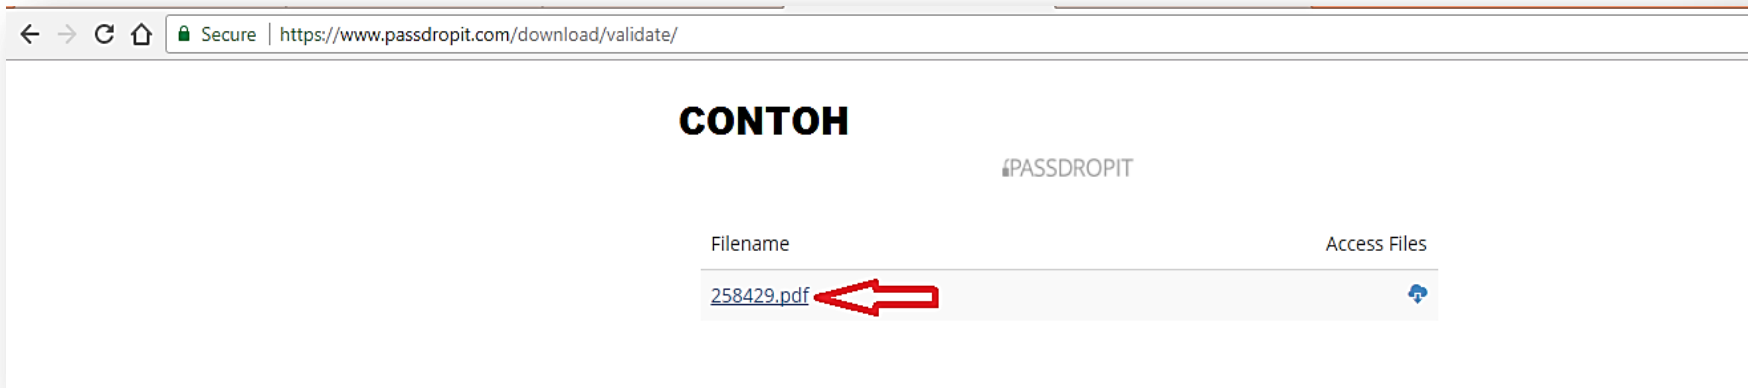 Secure https://www.passdropit.com/download/validate/
CONTOH
PASSDROPIT
Filename Access Files
258429.pdf